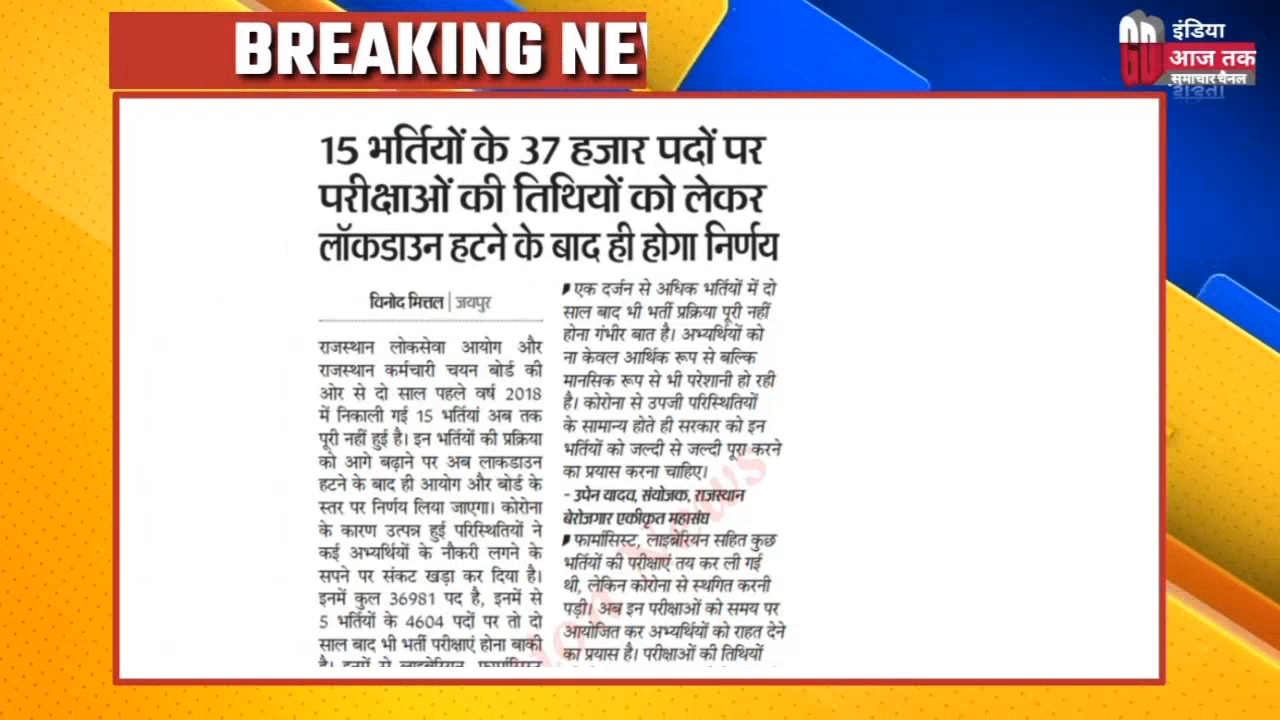 BREAKING NE
इंडिया
आज तक
समाचार चैनल
15 भर्तियों के 37 हजार पदों पर
परीक्षाओं की तिथियों को लेकर
लॉकडाउन हटने के बाद ही होगा निर्णय
विनोद मित्तल | जयपुर
राजस्थान लोकसेवा आयोग और
राजस्थान कर्मचारी चयन बोर्ड की
ओर से दो साल पहले वर्ष 2018
में निकाली गई 15 भर्तियां अब तक
पूरी नहीं हुई है। इन भर्तियों की प्रक्रिया
को आगे बढ़ाने पर अब लाकडाउन
हटने के बाद ही आयोग और बोर्ड के
स्तर पर निर्णय लिया जाएगा। कोरोना
के कारण उत्पन्न हुई परिस्थितियों ने
कई अभ्यर्थियों के नौकरी लगने के
सपने पर संकट खड़ा कर दिया है।
इनमें कुल 36981 पद है, इनमें से
5 भर्तियों के 4604 पदों पर तो दो
साल बाद भी भर्ती परीक्षाएं होना बाकी
है। इनमें से लाइब्रेरियन, फार्मासिस्ट
एक दर्जन से अधिक भर्तियों में दो
साल बाद भी भर्ती प्रक्रिया पूरी नहीं
होना गंभीर बात है। अभ्यर्थियों को
ना केवल आर्थिक रूप से बल्कि
मानसिक रूप से भी परेशानी हो रही
है। कोरोना से उपजी परिस्थितियों
के सामान्य होते ही सरकार को इन
भर्तियों को जल्दी से जल्दी पूरा करने
का प्रयास करना चाहिए।
- उपेन यादव, संयोजक, राजस्थान
बेरोजगार एकीकृत महासंघ
फार्मासिस्ट, लाइब्रेरियन सहित कुछ
भर्तियों की परीक्षाएं तय कर ली गई
थी, लेकिन कोरोना से स्थगित करनी
पड़ी। अब इन परीक्षाओं को समय पर
आयोजित कर अभ्यर्थियों को राहत देने
का प्रयास है। परीक्षाओं की तिथियों